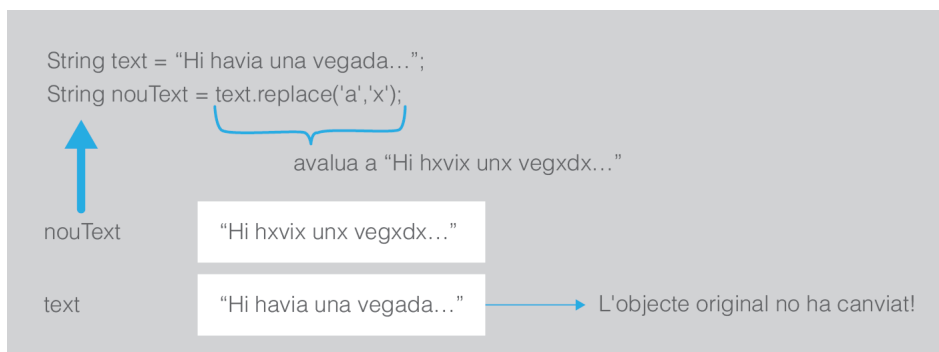 String text = “Hi havia una vegada…”;
String nouText = text.replace('a','x');
avalua a “Hi hxvix unx vegxdx…”
nouText “Hi hxvix unx vegxdx…”
text “Hi havia una vegada…” L'objecte original no ha canviat!